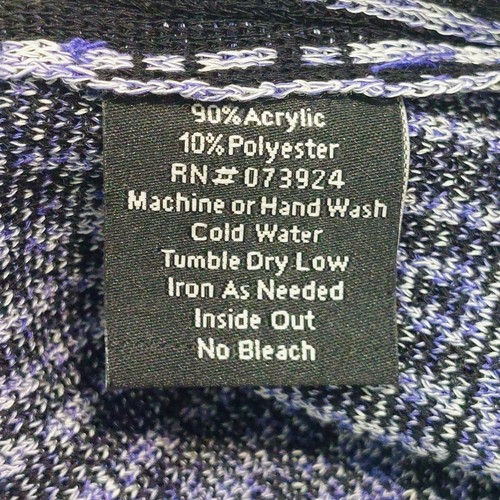 90%Acrylic
10%Polyester
RN# 073924
Machine or Hand Wash
Cold Water
Tumble Dry Low
Iron As Needed
Inside Out
No Bleach